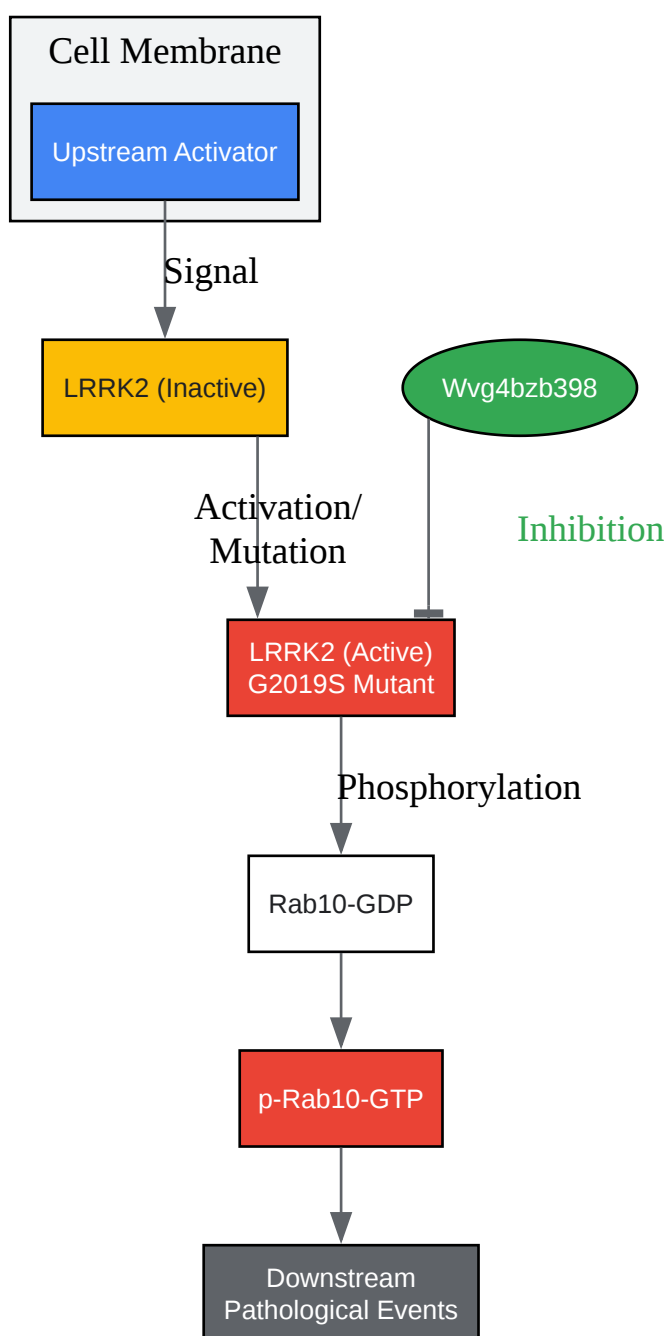 Cell Membrane
Upstream Activator
Signal
LRRK2 (Inactive)
Wvg4bzb398
Activation/
Mutation
Inhibition
LRRK2 (Active)
G2019S Mutant
Phosphorylation
Rab10-GDP
p-Rab10-GTP
Downstream
Pathological Events